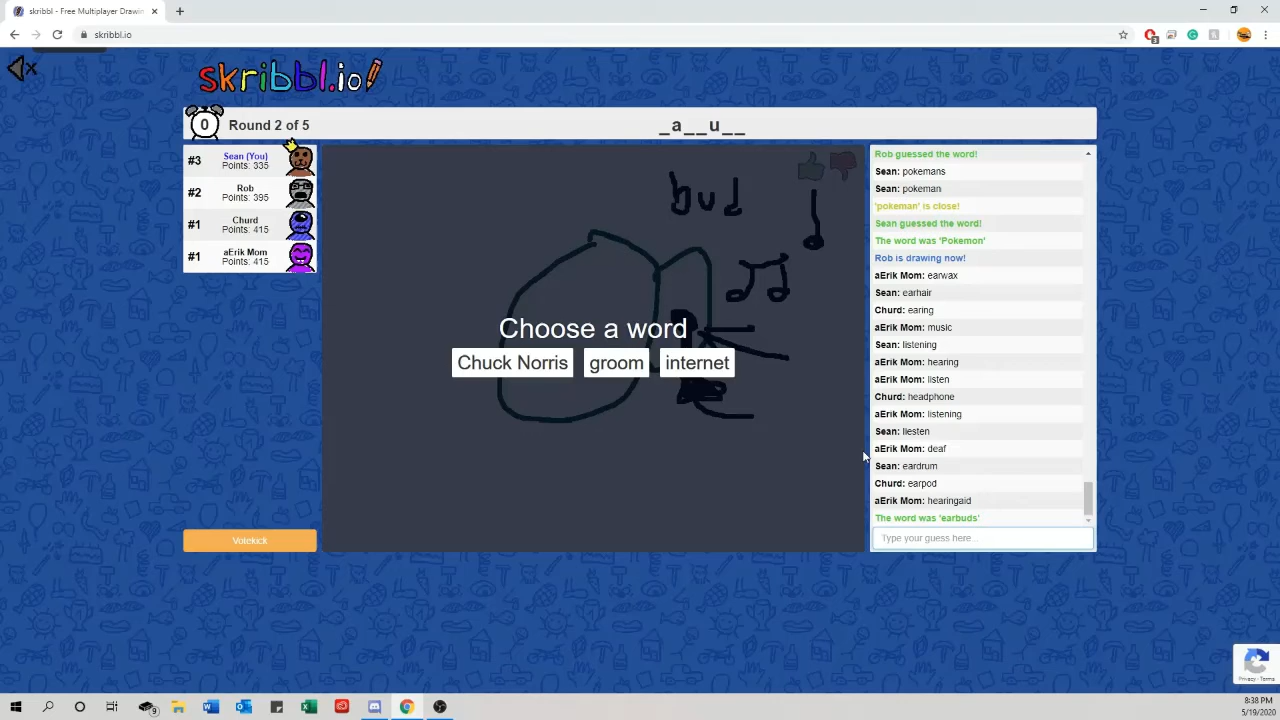 skribbl - Free Multiplayer Drawin
skribbl.io
3
skribbl.io
0
Round 2 of 5
_a__u__
#3
Sean (You)
Points: 335
#2
Rob
Points: 395
#1
Churd
Points: 415
#1
aErik Mom
Points: 415
Votekick
bud
Choose a word
Chuck Norris
groom
internet
Rob guessed the word!
Sean: pokemans
Sean: pokeman
'pokeman' is close!
Sean guessed the word!
The word was 'Pokemon'
Rob is drawing now!
aErik Mom: earwax
Sean: earhair
Churd: earing
aErik Mom: music
Sean: listening
aErik Mom: hearing
aErik Mom: listen
Churd: headphone
aErik Mom: listening
Sean: liesten
aErik Mom: deaf
Sean: eardrum
Churd: earpod
aErik Mom: hearingaid
The word was 'earbuds'
Type your guess here...
Privacy - Terms
9
8:38 PM
5/19/2020